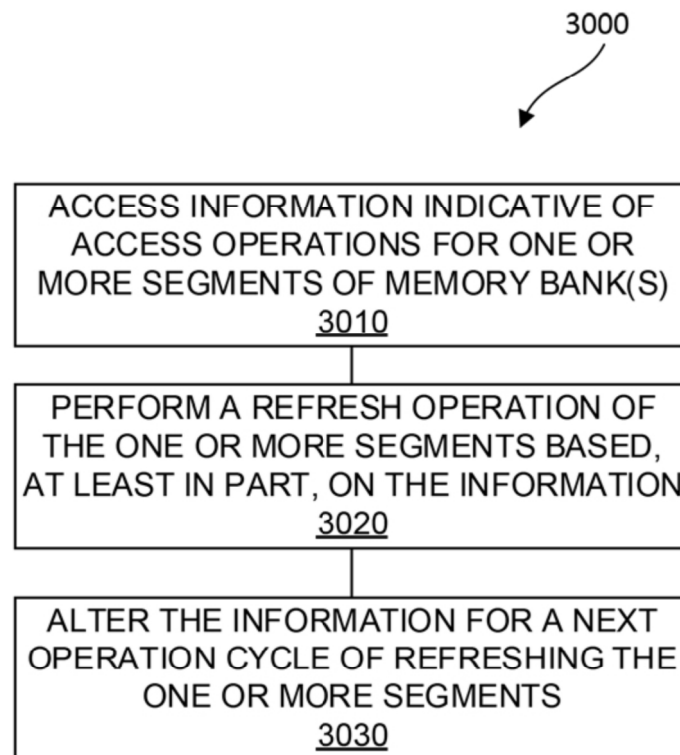 3000
ACCESS INFORMATION INDICATIVE OF
ACCESS OPERATIONS FOR ONE OR
MORE SEGMENTS OF MEMORY BANK(S)
3010
PERFORM A REFRESH OPERATION OF
THE ONE OR MORE SEGMENTS BASED,
AT LEAST IN PART, ON THE INFORMATION
3020
ALTER THE INFORMATION FOR A NEXT
OPERATION CYCLE OF REFRESHING THE
ONE OR MORE SEGMENTS
3030